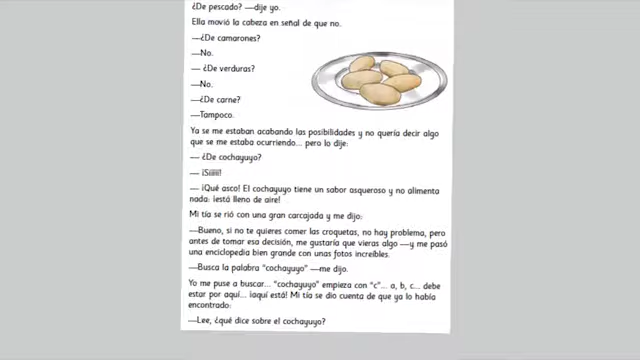 ¿De pescado? —dije yo.
Ella movió la cabeza en señal de que no.
—¿De camarones?
—No.
— ¿De verduras?
—No.
—¿De carne?
—Tampoco.
Ya se me estaban acabando las posibilidades y no quería decir algo
que se me estaba ocurriendo... pero lo dije:
— ¿De cochayuyo?
— ¡Siiiii!
— ¡Qué asco! El cochayuyo tiene un sabor asqueroso y no alimenta
nada: ¡está lleno de aire!
Mi tía se rió con una gran carcajada y me dijo:
—Bueno, si no te quieres comer las croquetas, no hay problema, pero
antes de tomar esa decisión, me gustaría que vieras algo —y me pasó
una enciclopedia bien grande con unas fotos increíbles.
—Busca la palabra "cochayuyo" —me dijo.
Yo me puse a buscar... "cochayuyo" empieza con "c"... a, b, c... debe
estar por aquí... ¡aquí está! Mi tía se dio cuenta de que ya lo había
encontrado:
—Lee, ¿qué dice sobre el cochayuyo?